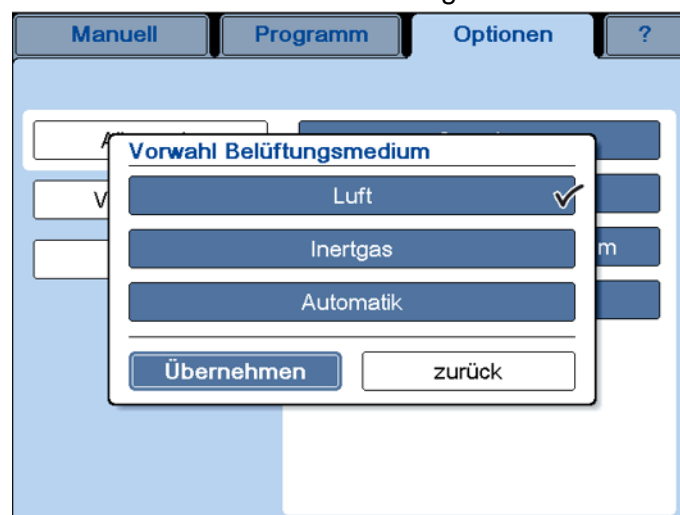 Manuell Programm Optionen ?
Vorwahl Belüftungsmedium
Luft
Inertgas
Automatik
Übernehmen zurück